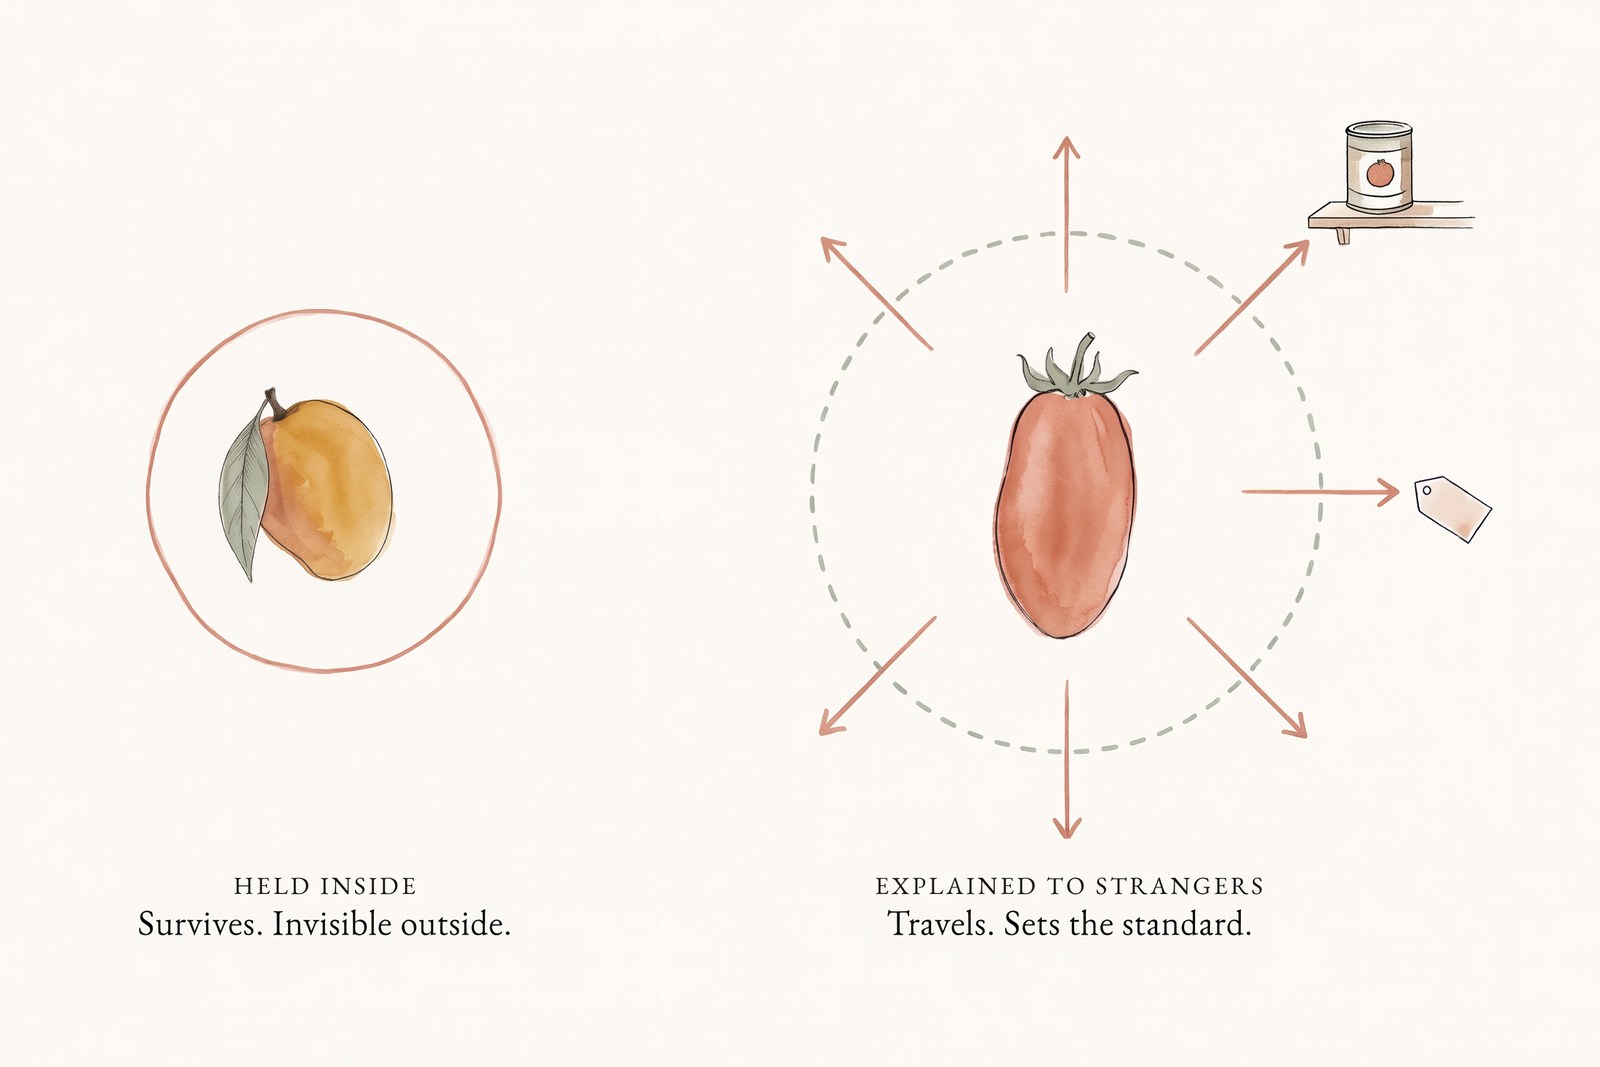 HELD INSIDE
Survives. Invisible outside.
EXPLAINED TO STRANGERS
Travels. Sets the standard.